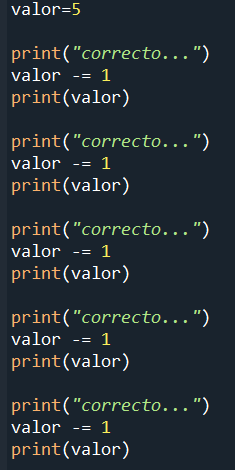 valor=5
print("correcto...")
valor -= 1
print(valor)
print("correcto...")
valor -= 1
print(valor)
print("correcto...")
valor -= 1
print(valor)
print("correcto...")
valor -= 1
print(valor)
print("correcto...")
valor -= 1
print(valor)